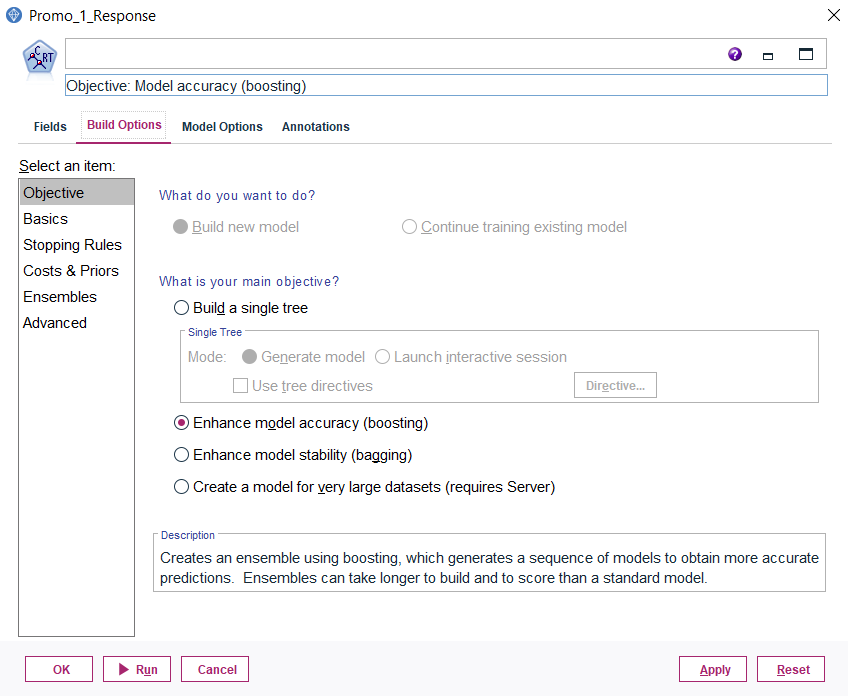 Promo_1_Response
C
RT
Objective: Model accuracy (boosting)
Fields Build Options Model Options Annotations
Select an item:
Objective
Basics
Stopping Rules
Costs & Priors
Ensembles
Advanced
What do you want to do?
Build new model Continue training existing model
What is your main objective?
Build a single tree
Single Tree
Mode: Generate model Launch interactive session
Use tree directives Directive...
Enhance model accuracy (boosting)
Enhance model stability (bagging)
Create a model for very large datasets (requires Server)
Description
Creates an ensemble using boosting, which generates a sequence of models to obtain more accurate
predictions. Ensembles can take longer to build and to score than a standard model.
OK Run Cancel Apply Reset